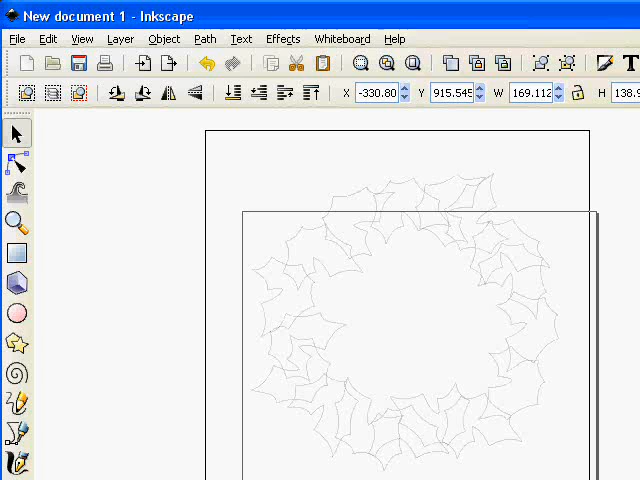 New document 1 - Inkscape
File Edit View Layer Object Path Text Effects Whiteboard Help
X -330.80 Y 915.545 W 169.112 H 138.9